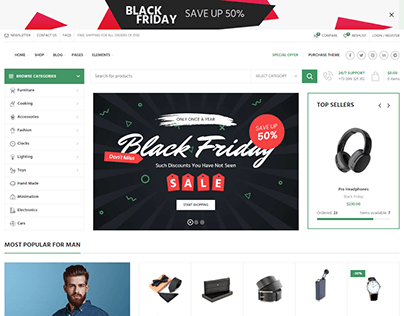 BLACK FRIDAY SAVE UP 50%
NEWSLETTER CONTACT US FAQS FREE SHIPPING FOR ALL ORDERS OF $100
COMPARE WISHLIST LOGIN / REGISTER
HOME SHOP BLOG PAGES ELEMENTS SPECIAL OFFER PURCHASE THEME
BROWSE CATEGORIES
Search for products
SELECT CATEGORY
24/7 SUPPORT
$0.00
0 items
Furniture
Cooking
Accessories
Fashion
Clocks
Lighting
Toys
Hand Made
Minimalism
Electronics
Cars
ONLY ONCE A YEAR
SAVE UP 50%
Black Friday
Don't Miss
Such Discounts You Have Not Seen
SALE
START SHOPPING
TOP SELLERS
Pro Headphones
Black Friday
Ordered 33
Items available 7
MOST POPULAR FOR MAN